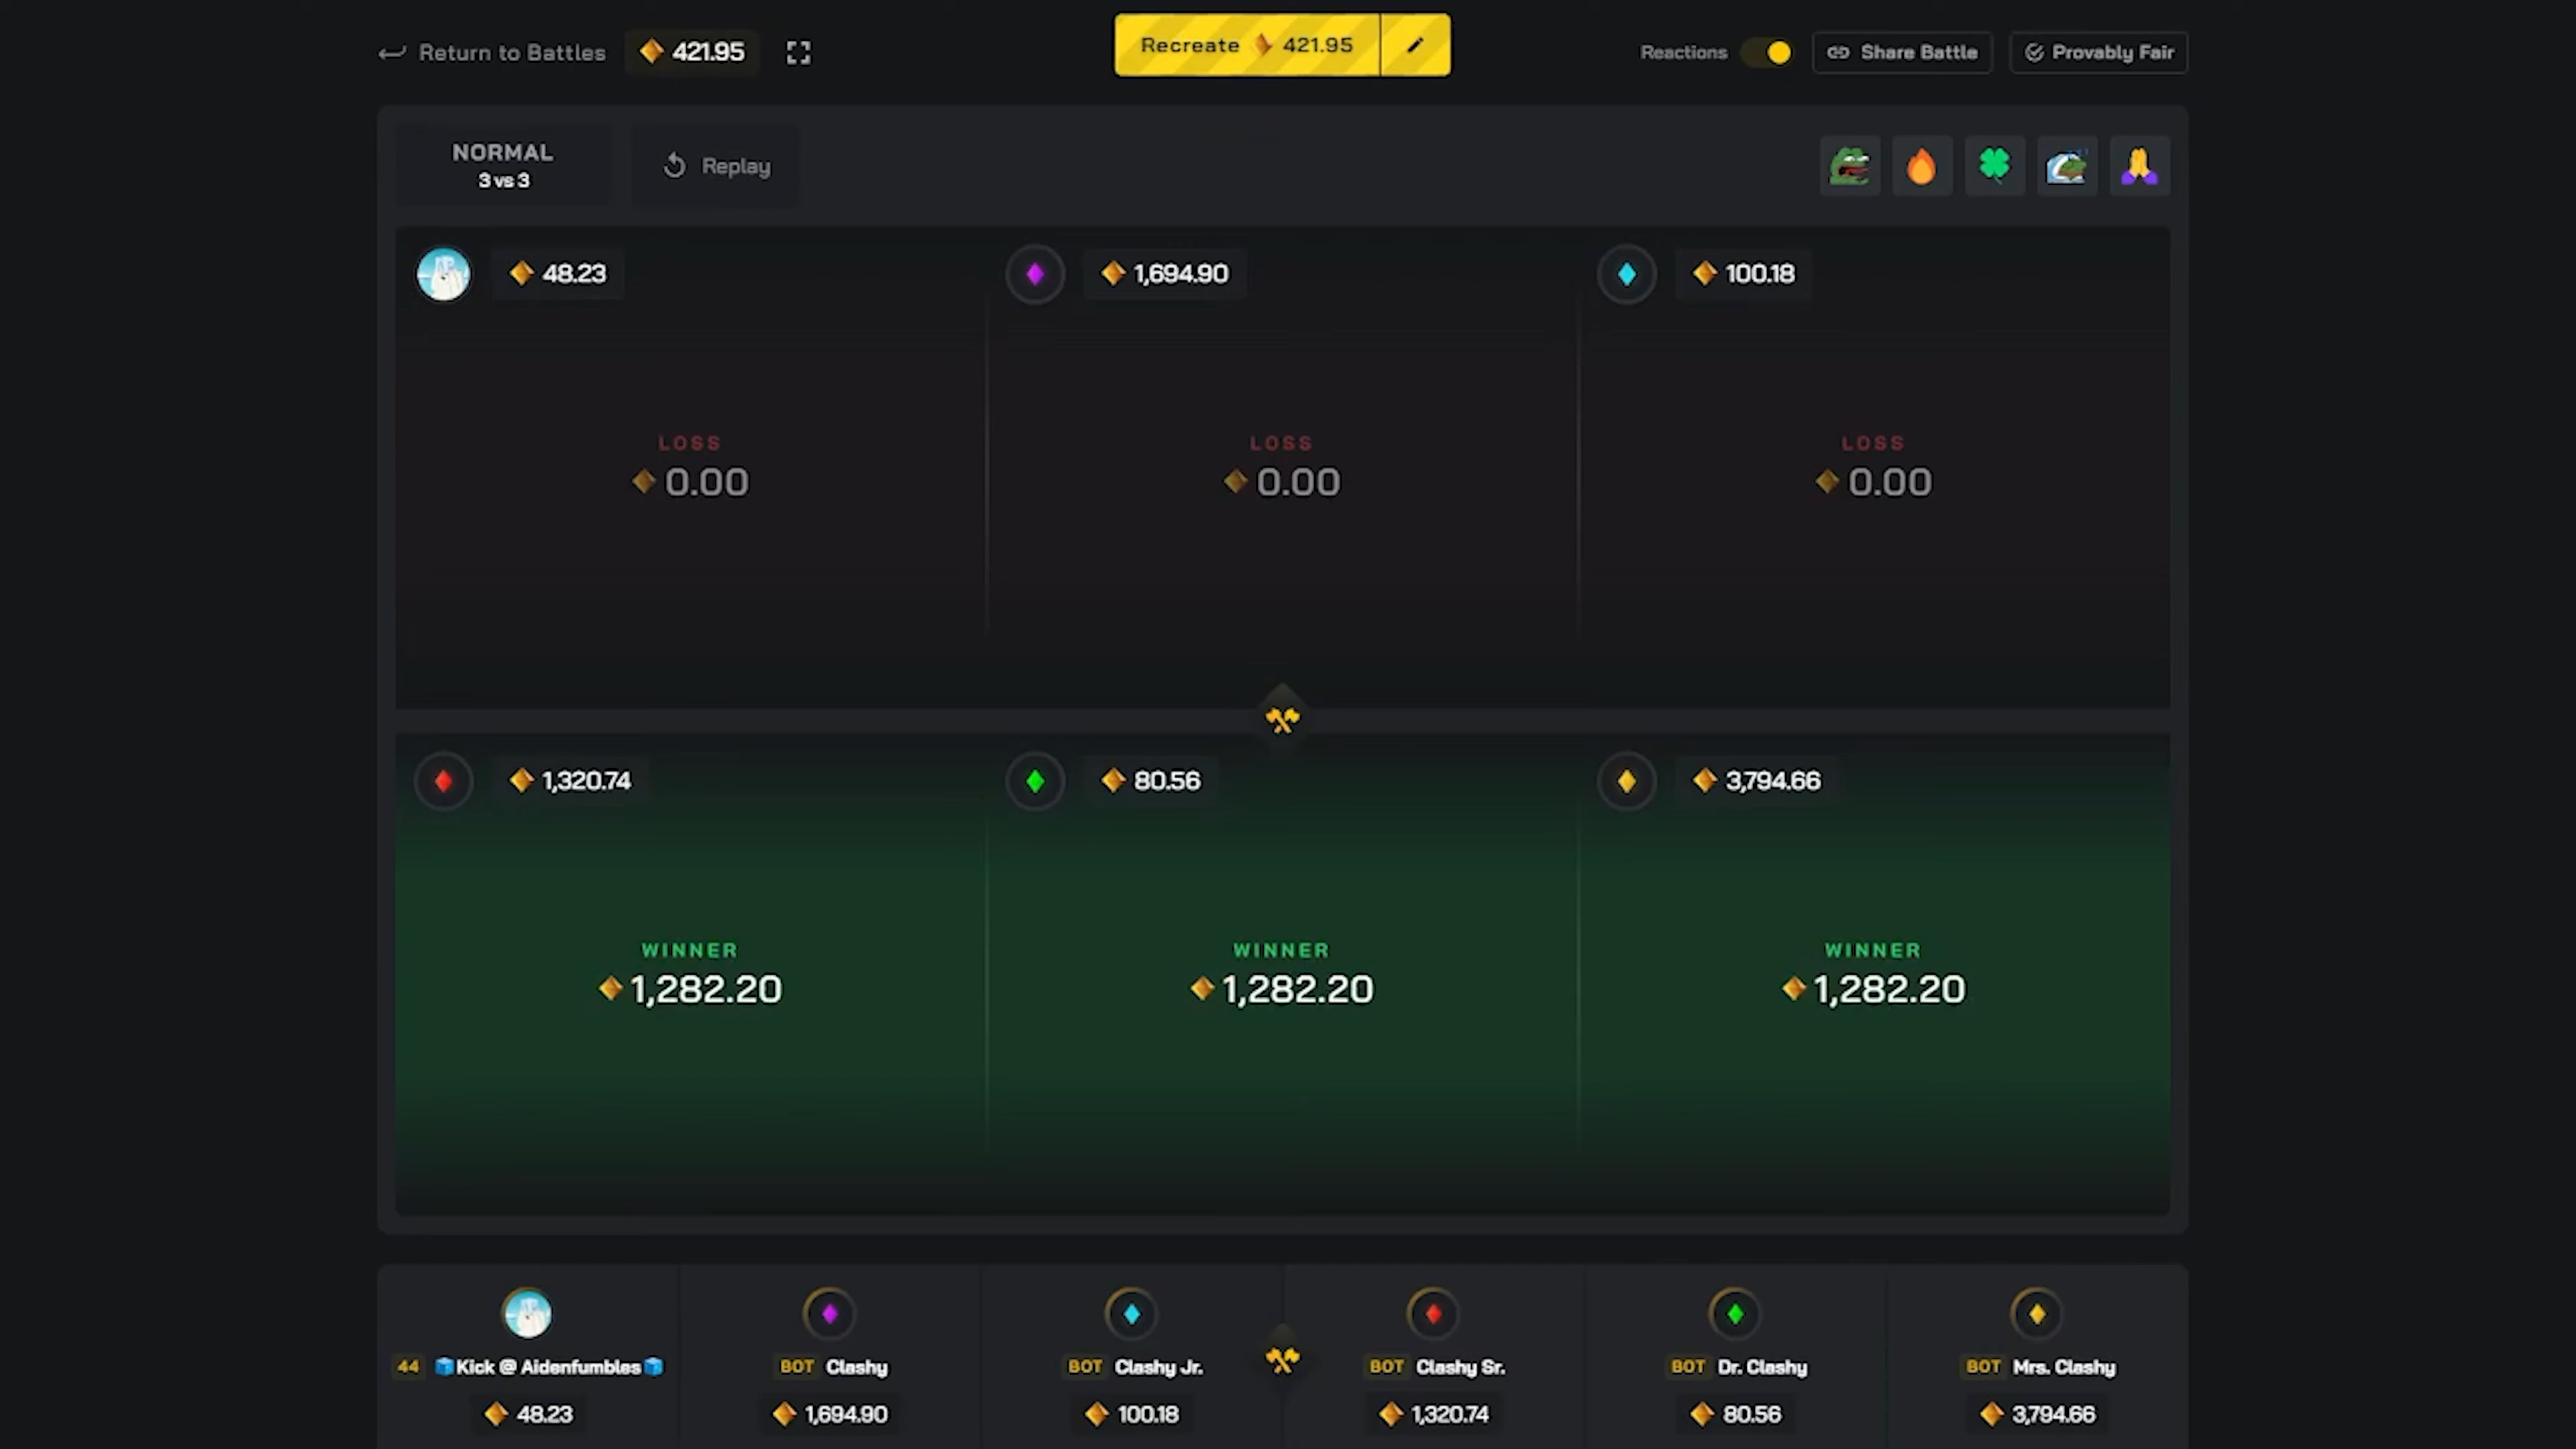 Return to Battles 421.95 Recreate 421.95 Reactions Share Battle Provably Fair
NORMAL
3 vs 3
Replay
48.23 1,694.90 100.18
LOSS LOSS LOSS
0.00 0.00 0.00
1,320.74 80.56 3,794.66
WINNER WINNER WINNER
1,282.20 1,282.20 1,282.20
44 Kick @ Aidenfumbles BOT Clashy BOT Clashy Jr. BOT Clashy Sr. BOT Dr. Clashy BOT Mrs. Clashy
48.23 1,694.90 100.18 1,320.74 80.56 3,794.66